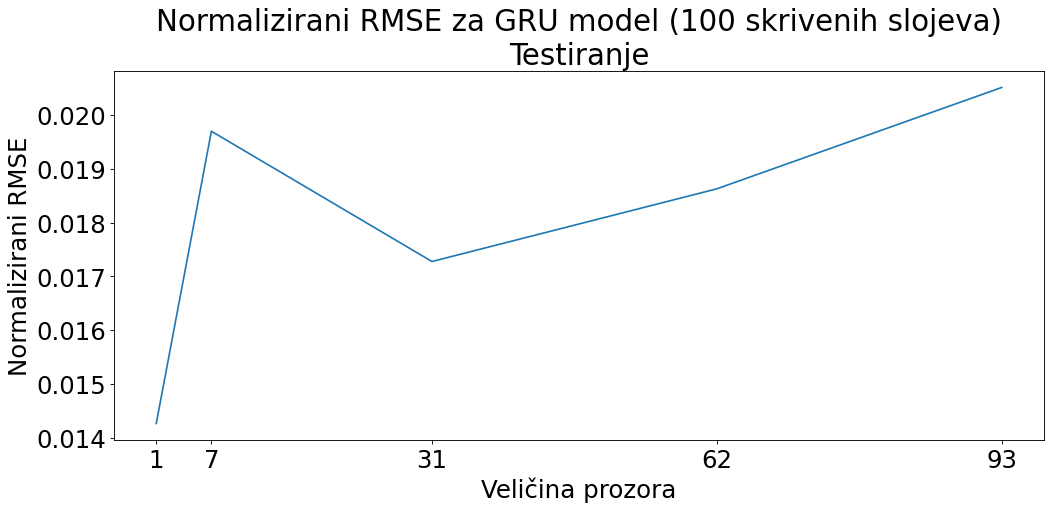 Normalizirani RMSE za GRU model (100 skrivenih slojeva)
Testiranje
Normalizirani RMSE
0.020
0.019
0.018
0.017
0.016
0.015
0.014
1 7 31 62 93
Veličina prozora